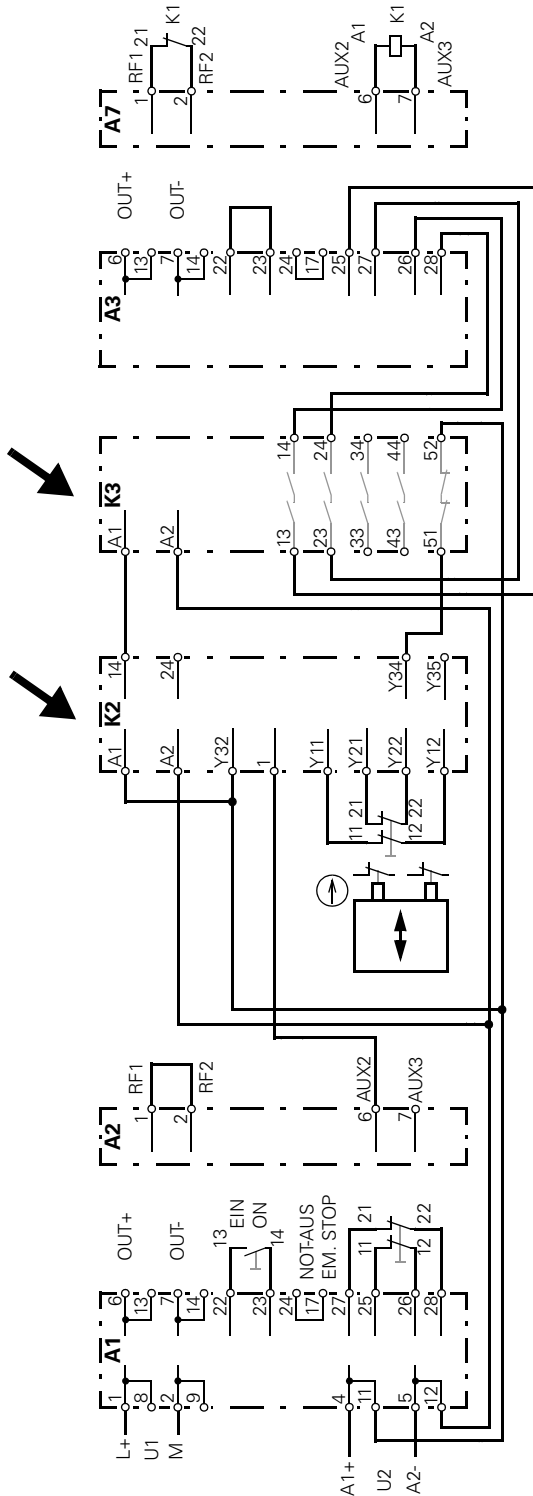 L+
U1
M
A1+
U2
A2-
1
8
2
9
4
11
5
12
A1
6
13
7
14
22
23
24
17
27
25
26
28
OUT+
OUT-
13
EIN
ON
14
NOT-AUS
EM. STOP
11
21
12
22
A2
1
2
6
7
RF1
RF2
AUX2
AUX3
11
21
12
22
K2
A1
A2
Y32
1
Y11
Y21
Y22
Y12
14
24
Y34
Y35
K3
A1
A2
13
23
33
43
51
14
24
34
44
52
A3
6
13
7
14
22
23
24
17
25
27
26
28
OUT+
OUT-
A7
1
2
6
7
RF1
21
K1
22
RF2
AUX2
A1
K1
A2
AUX3